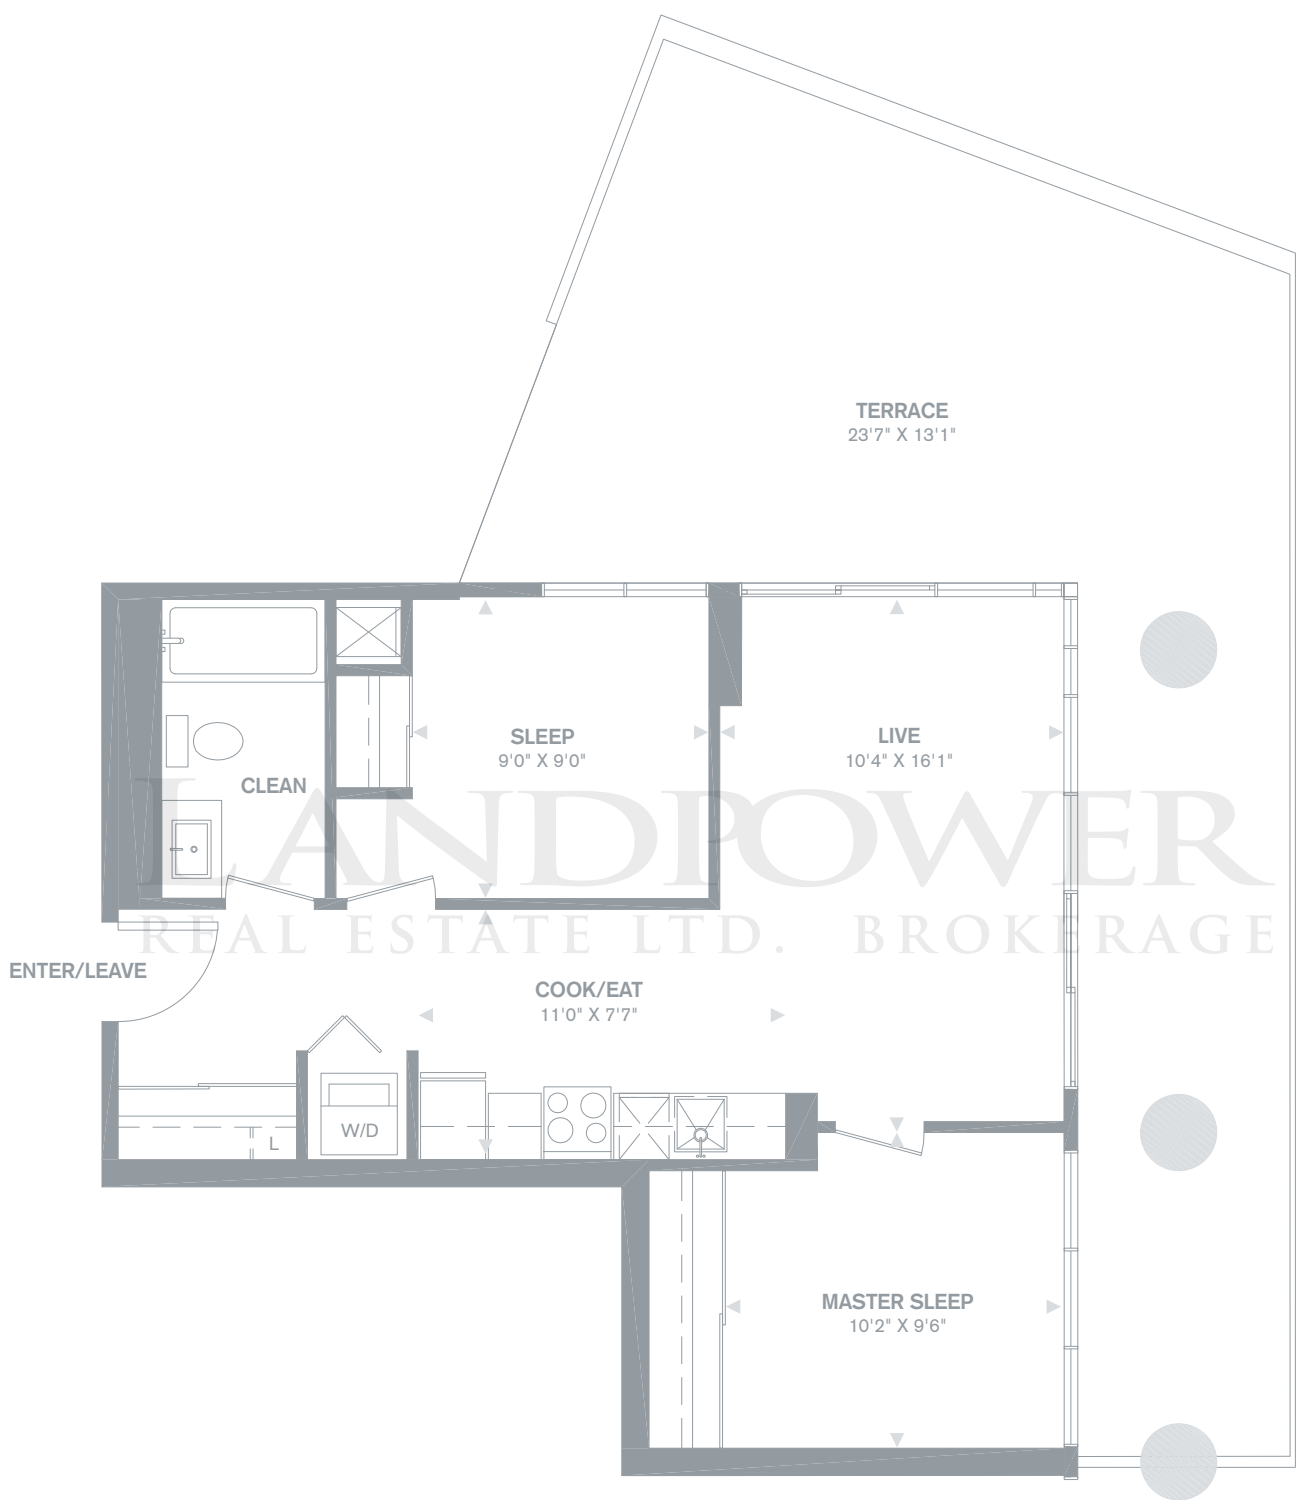 TERRACE
23'7" X 13'1"
SLEEP
9'0" X 9'0"
LIVE
10'4" X 16'1"
CLEAN
LANDPOWER
REAL ESTATE LTD. BROKERAGE
ENTER/LEAVE
COOK/EAT
11'0" X 7'7"
W/D
L
MASTER SLEEP
10'2" X 9'6"